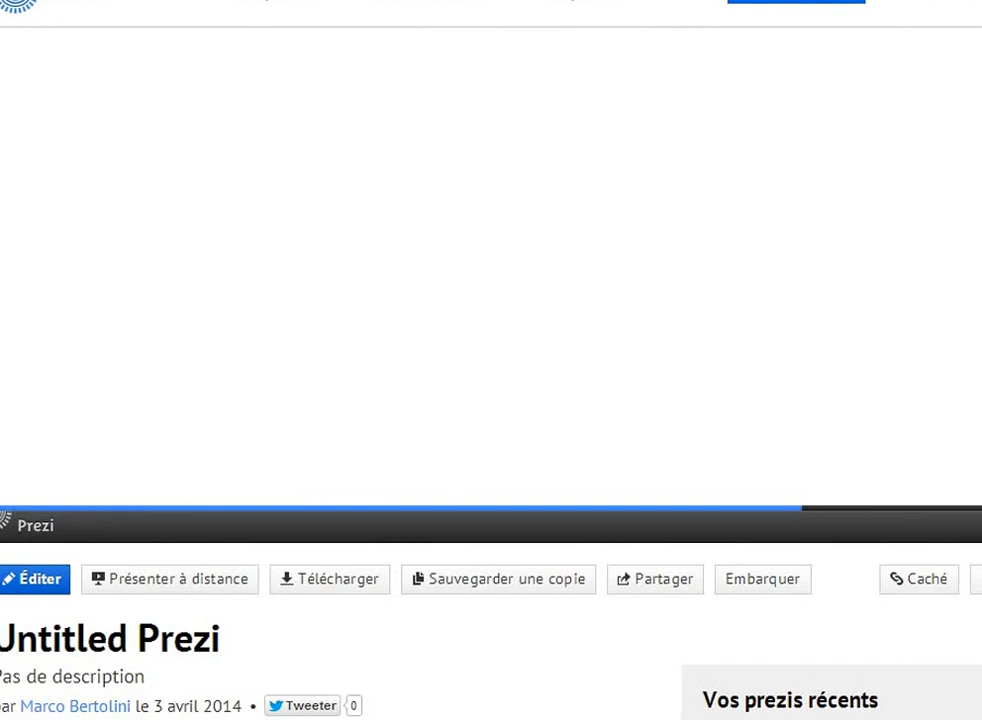 Prezi
Éditer Présenter à distance Télécharger Sauvegarder une copie Partager Embarquer Caché
Untitled Prezi
Pas de description
par Marco Bertolini le 3 avril 2014 • Tweeter 0
Vos prezis récents